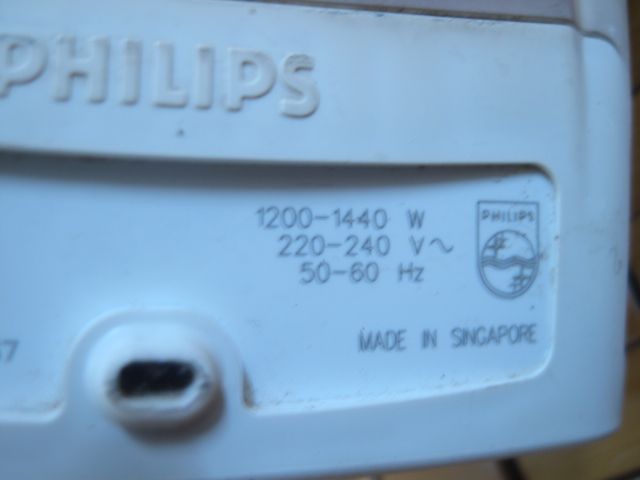 PHILIPS
1200-1440 W
220-240 V~
50-60 Hz
PHILIPS
MADE IN SINGAPORE